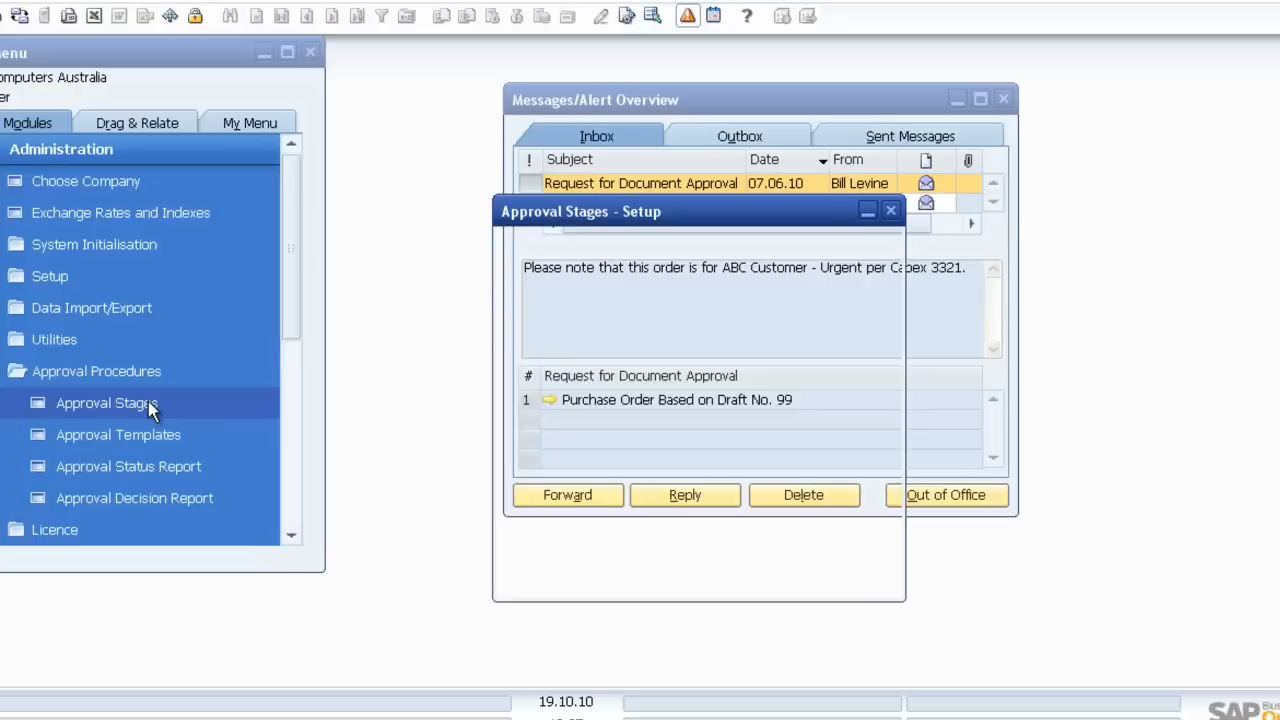 enu
omputers Australia
er
Modules
Drag & Relate
My Menu
Administration
Choose Company
Exchange Rates and Indexes
System Initialisation
Setup
Data Import/Export
Utilities
Approval Procedures
Approval Stages
Approval Templates
Approval Status Report
Approval Decision Report
Licence
Messages/Alert Overview
Inbox
Outbox
Sent Messages
! Subject Date From
Request for Document Approval 07.06.10 Bill Levine
Approval Stages - Setup
Please note that this order is for ABC Customer - Urgent per Capex 3321.
# Request for Document Approval
1 Purchase Order Based on Draft No. 99
Forward
Reply
Delete
Out of Office
19.10.10
SAP